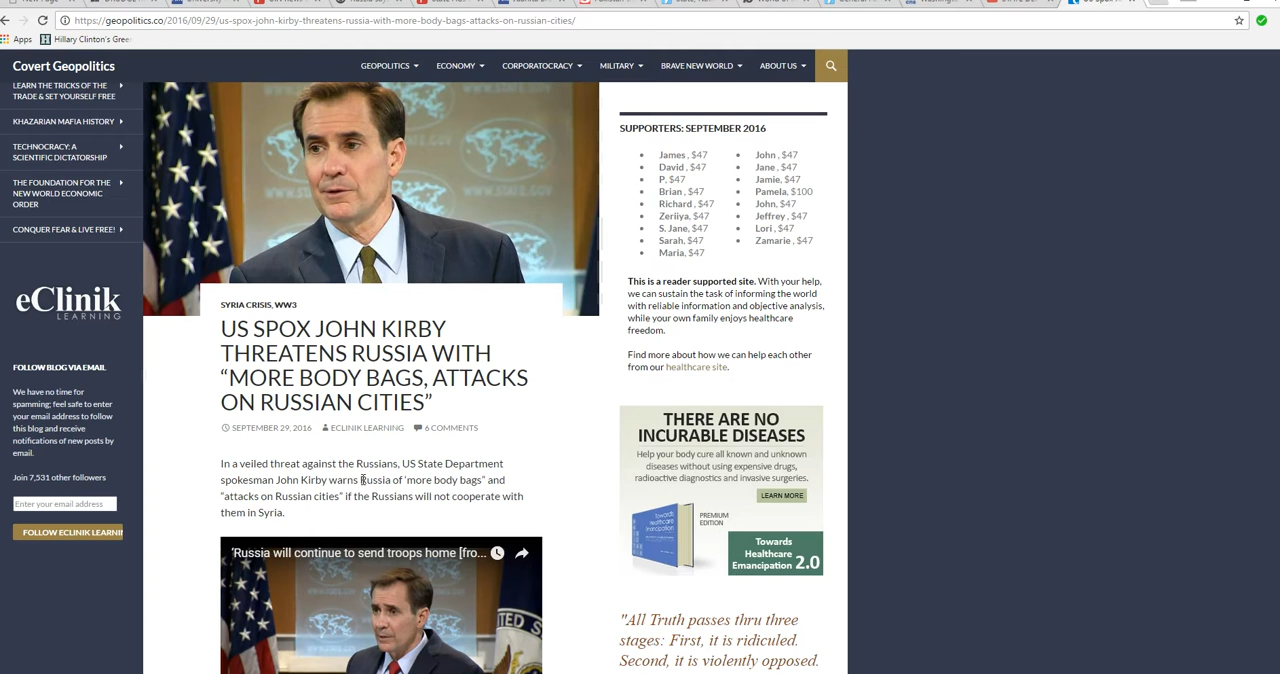 https://geopolitics.co/2016/09/29/us-spox-john-kirby-threatens-russia-with-more-body-bags-attacks-on-russian-cities/
Apps
Hillary Clinton's Gree
Covert Geopolitics
GEOPOLITICS
ECONOMY
CORPORATOCRACY
MILITARY
BRAVE NEW WORLD
ABOUT US
LEARN THE TRICKS OF THE
TRADE & SET YOURSELF FREE
KHAZARIAN MAFIA HISTORY
TECHNOCRACY: A
SCIENTIFIC DICTATORSHIP
THE FOUNDATION FOR THE
NEW WORLD ECONOMIC
ORDER
CONQUER FEAR & LIVE FREE!
eClinik
LEARNING
FOLLOW BLOG VIA EMAIL
We have no time for
spamming; feel safe to enter
your email address to follow
this blog and receive
notifications of new posts by
email.
Join 7,531 other followers
Enter your email address
FOLLOW ECLINIK LEARNIN
SYRIA CRISIS, WW3
US SPOX JOHN KIRBY
THREATENS RUSSIA WITH
“MORE BODY BAGS, ATTACKS
ON RUSSIAN CITIES”
SEPTEMBER 29, 2016
ECLINIK LEARNING
6 COMMENTS
In a veiled threat against the Russians, US State Department
spokesman John Kirby warns Russia of ‘more body bags” and
“attacks on Russian cities” if the Russians will not cooperate with
them in Syria.
‘Russia will continue to send troops home [fro...
SUPPORTERS: SEPTEMBER 2016
James , $47
David , $47
P, $47
Brian , $47
Richard , $47
Zeriiya, $47
S. Jane, $47
Sarah, $47
Maria, $47
John , $47
Jane, $47
Jamie, $47
Pamela, $100
John, $47
Jeffrey , $47
Lori , $47
Zamarie , $47
This is a reader supported site. With your help,
we can sustain the task of informing the world
with reliable information and objective analysis,
while your own family enjoys healthcare
freedom.
Find more about how we can help each other
from our healthcare site.
THERE ARE NO
INCURABLE DISEASES
Help your body cure all known and unknown
diseases without using expensive drugs,
radioactive diagnostics and invasive surgeries.
LEARN MORE
PREMIUM
EDITION
Towards
Healthcare
Emancipation 2.0
"All Truth passes thru three
stages: First, it is ridiculed.
Second, it is violently opposed.